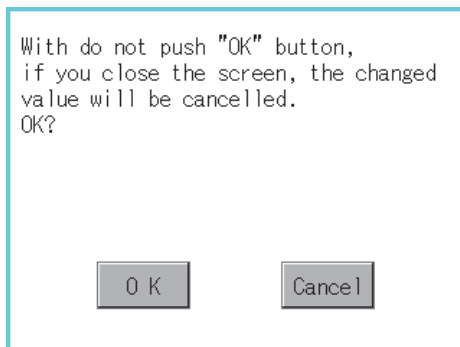 With do not push "OK" button,
if you close the screen, the changed
value will be cancelled.
OK?
O K
Cancel